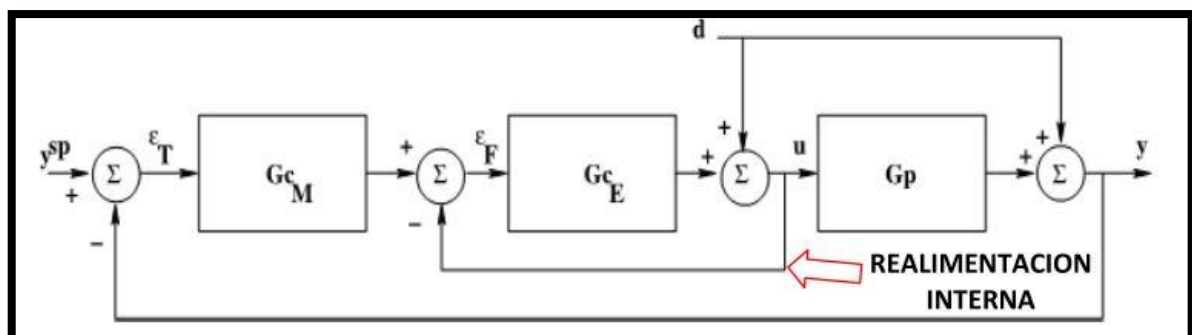 d
+
+
y^sp
+
−
Σ
ε_T
Gc_M
+
−
Σ
ε_F
Gc_E
+
Σ
u
Gp
+
Σ
y
REALIMENTACION
INTERNA